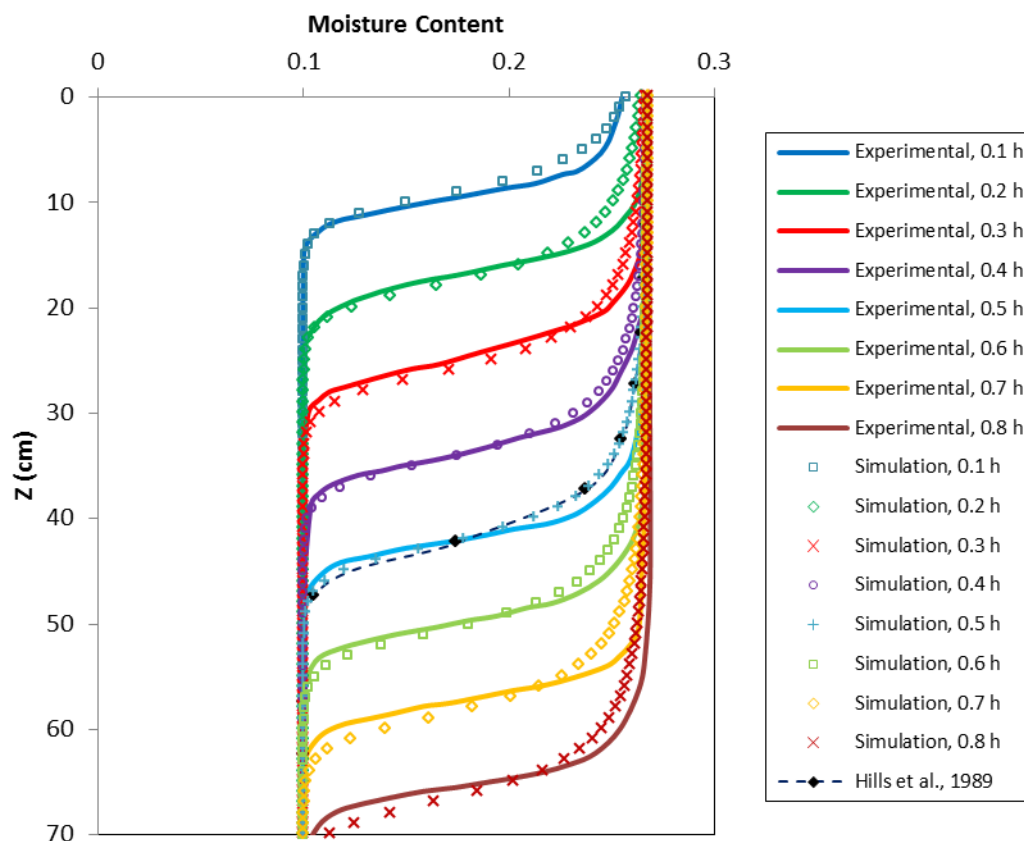 Moisture Content
0 0.1 0.2 0.3
0
10
20
30
40
50
60
70
Z (cm)
Experimental, 0.1 h
Experimental, 0.2 h
Experimental, 0.3 h
Experimental, 0.4 h
Experimental, 0.5 h
Experimental, 0.6 h
Experimental, 0.7 h
Experimental, 0.8 h
Simulation, 0.1 h
Simulation, 0.2 h
Simulation, 0.3 h
Simulation, 0.4 h
Simulation, 0.5 h
Simulation, 0.6 h
Simulation, 0.7 h
Simulation, 0.8 h
Hills et al., 1989